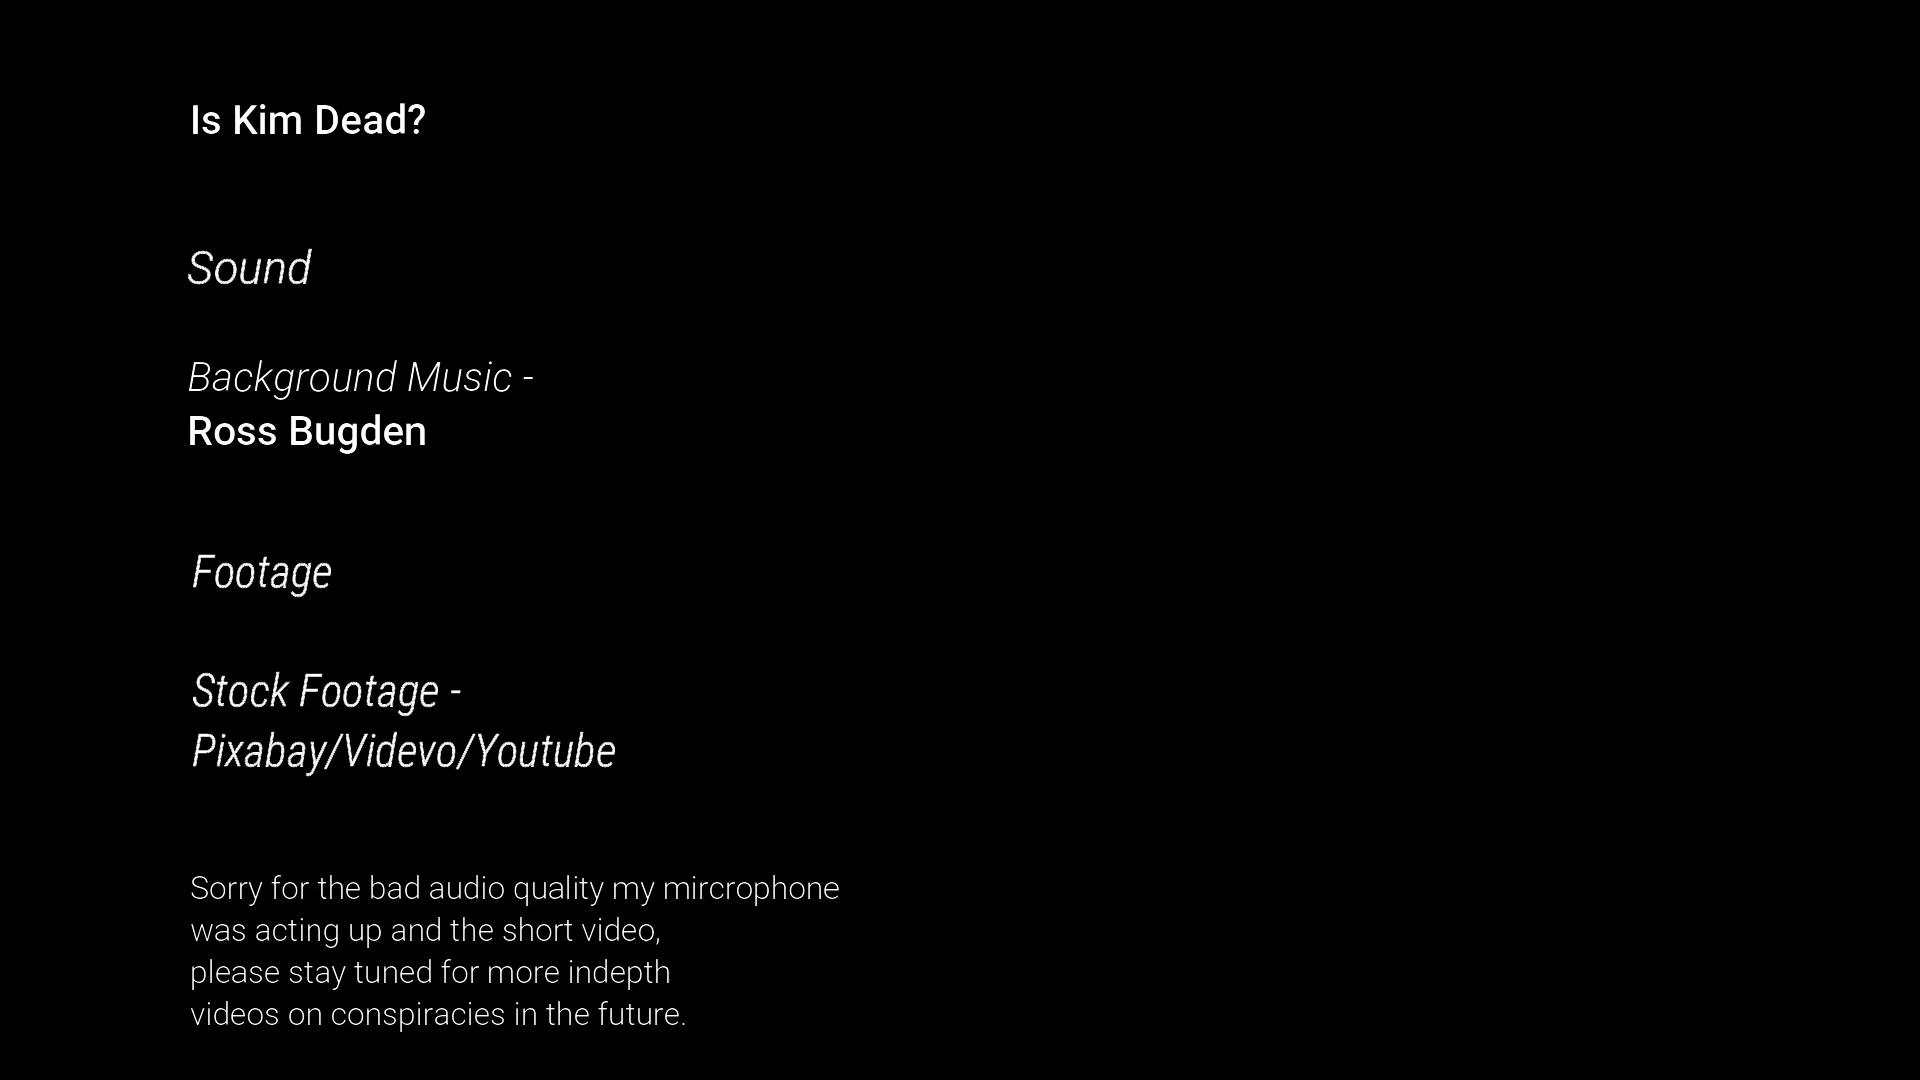 Is Kim Dead?
Sound
Background Music -
Ross Bugden
Footage
Stock Footage -
Pixabay/Videvo/Youtube
Sorry for the bad audio quality my mircrophone
was acting up and the short video,
please stay tuned for more indepth
videos on conspiracies in the future.